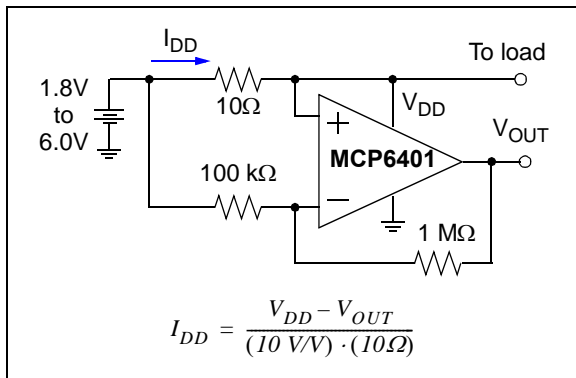 I_DD
To load
1.8V
to
6.0V
10Ω
V_DD
V_OUT
+
MCP6401
100 kΩ
−
1 MΩ
I_DD = (V_DD – V_OUT) / ((10 V/V) · (10Ω))